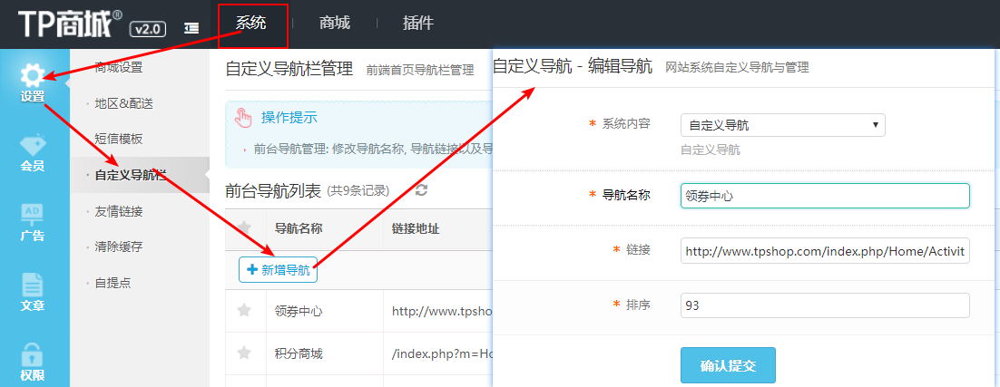 TP商城® v2.0
系统
商城
插件
设置
会员
AD
广告
文章
权限
商城设置
地区&配送
短信模板
自定义导航栏
友情链接
清除缓存
自提点
自定义导航栏管理 前端首页导航栏管理
操作提示
前台导航管理: 修改导航名称, 导航链接以及导
前台导航列表 (共9条记录)
导航名称 链接地址
+ 新增导航
领券中心 http://www.tpsho
积分商城 /index.php?m=Ho
自定义导航 - 编辑导航 网站系统自定义导航与管理
* 系统内容 自定义导航
自定义导航
* 导航名称 领券中心
* 链接 http://www.tpshop.com/index.php/Home/Activit
* 排序 93
确认提交